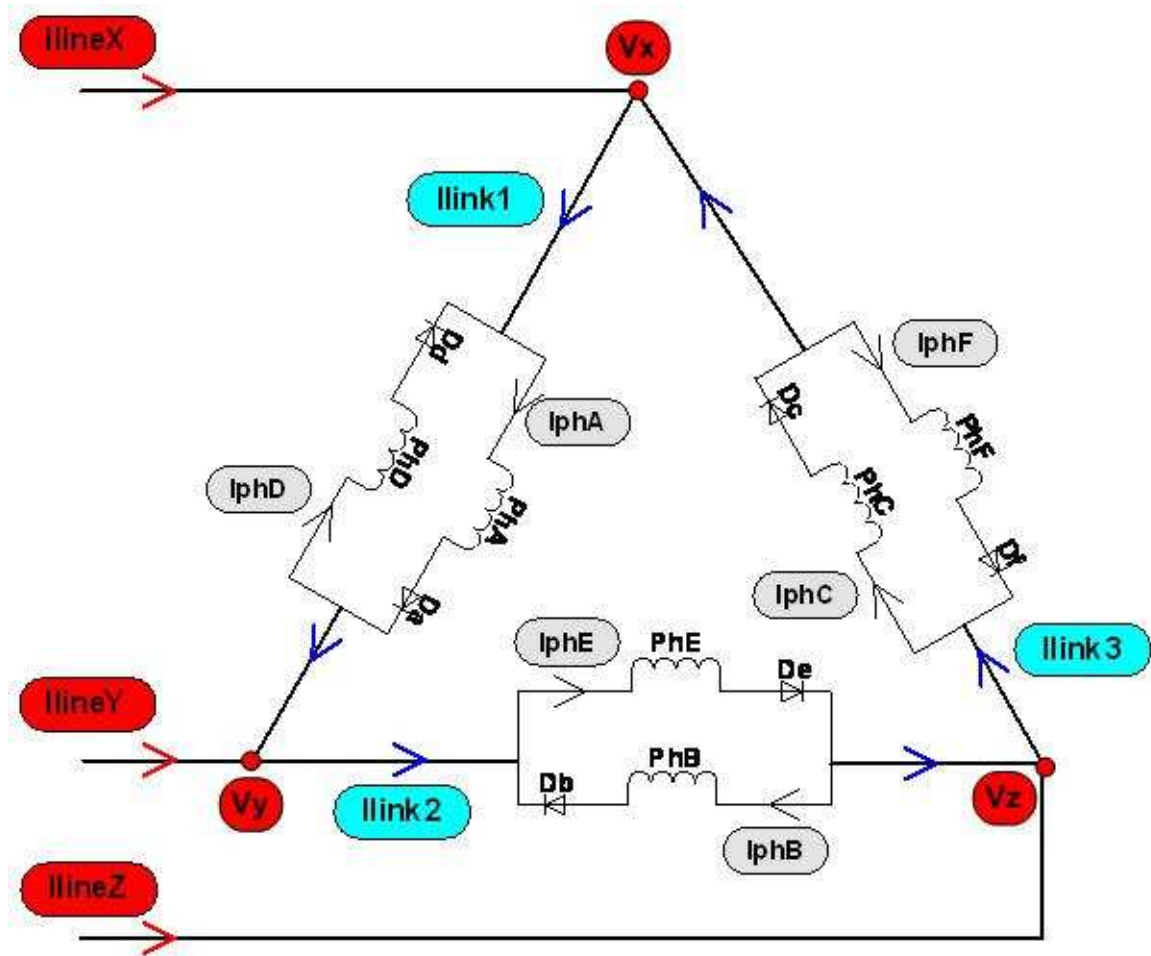 IlineX
Vx
Ilink1
IphF
Dd
Dc
IphA
PhF
PhD
IphD
PhC
PhA
Df
IphC
Da
IphE
PhE
Ilink3
De
IlineY
PhB
Db
Vy
Ilink2
Vz
IphB
IlineZ